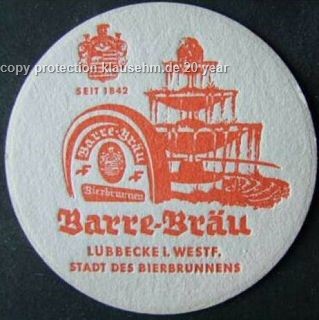 copy protection klausehm.de 20 year
SEIT 1842
Barre-Bräu
Bierbrunnen
Barre-Bräu
LÜBBECKE I. WESTF.
STADT DES BIERBRUNNENS